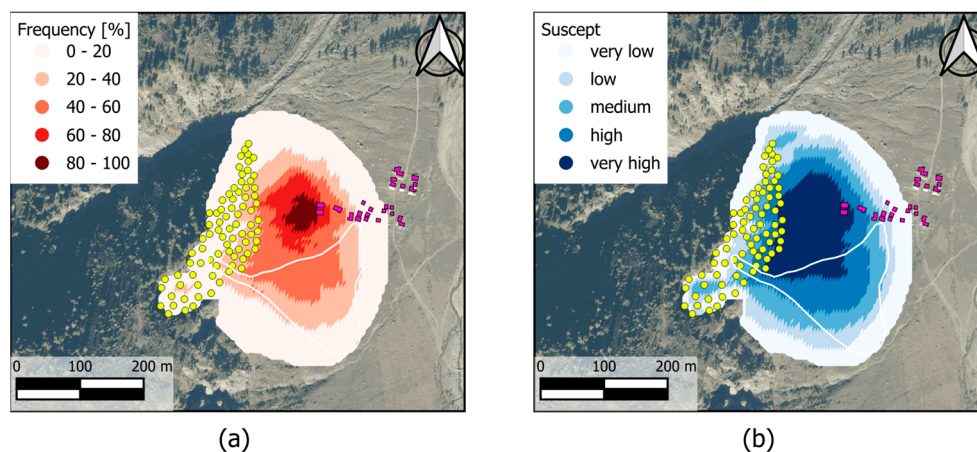 Frequency [%]
0 - 20
20 - 40
40 - 60
60 - 80
80 - 100
0 100 200 m
(a)
Suscept
very low
low
medium
high
very high
0 100 200 m
(b)